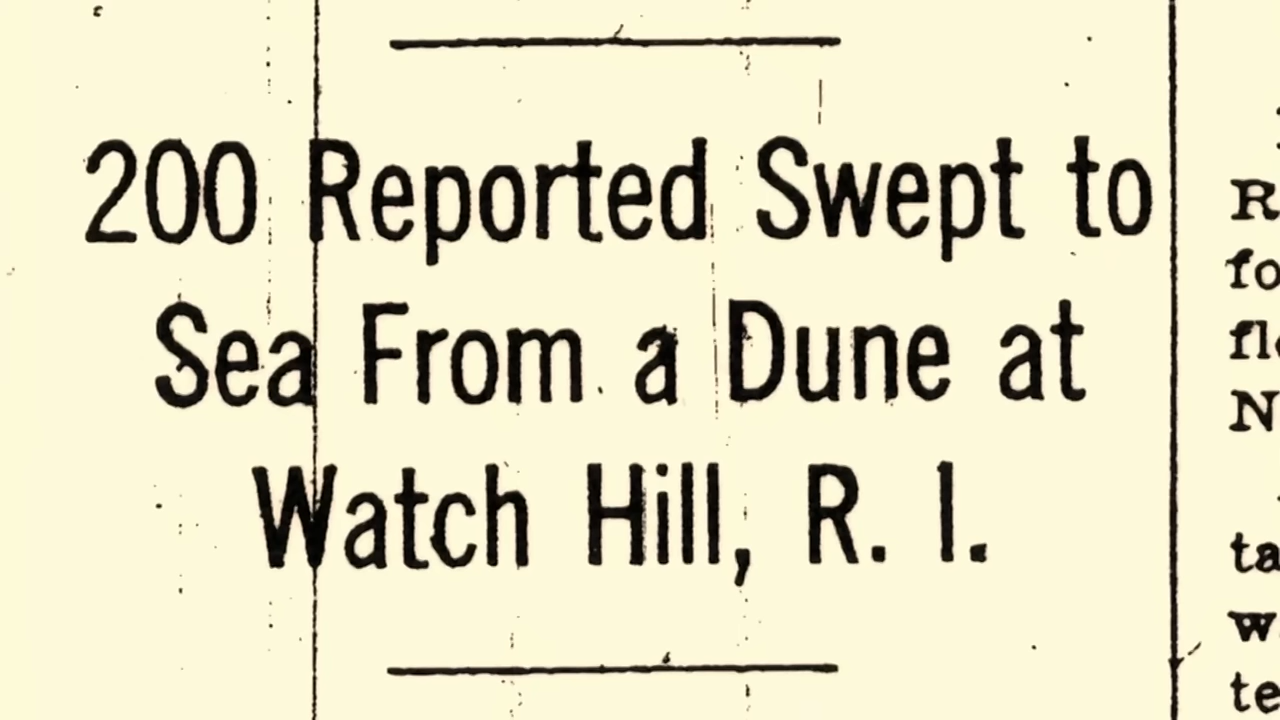 200 Reported Swept to
Sea From a Dune at
Watch Hill, R. I.